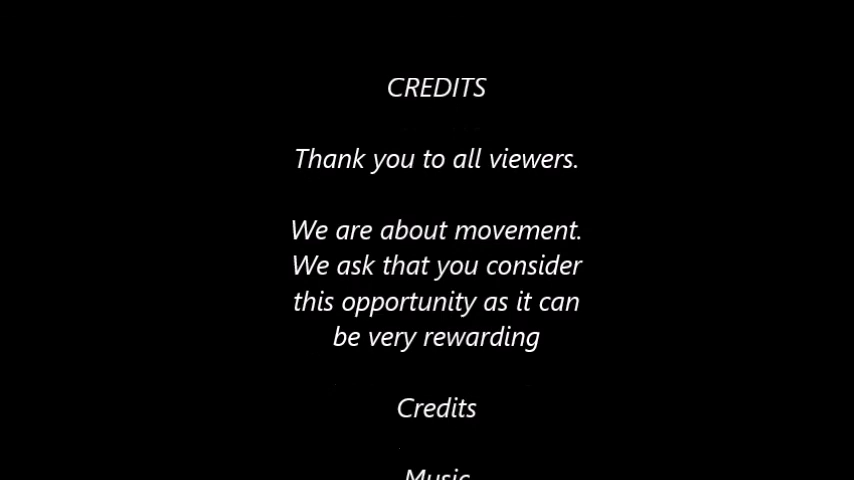 CREDITS
Thank you to all viewers.
We are about movement.
We ask that you consider
this opportunity as it can
be very rewarding
Credits
Music